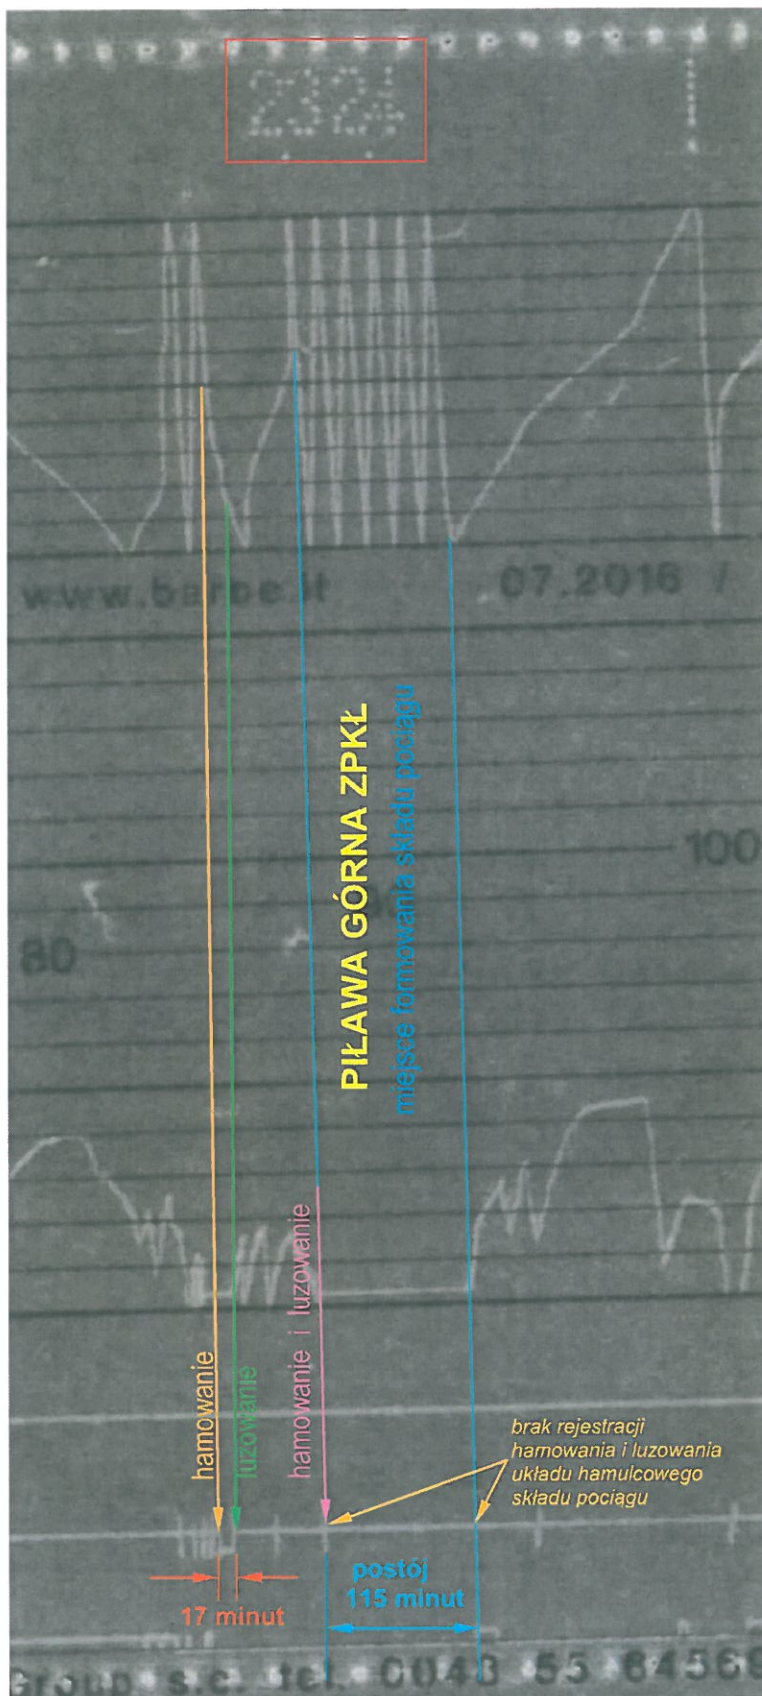 2324
www.barpe.it 07.2016 /
PIŁAWA GÓRNA ZPKŁ
miejsce formowania składu pociągu
100
80
hamowanie
luzowanie
hamowanie i luzowanie
brak rejestracji
hamowania i luzowania
układu hamulcowego
składu pociągu
postój
115 minut
17 minut
Group s.c. tel. 0048 55 64569